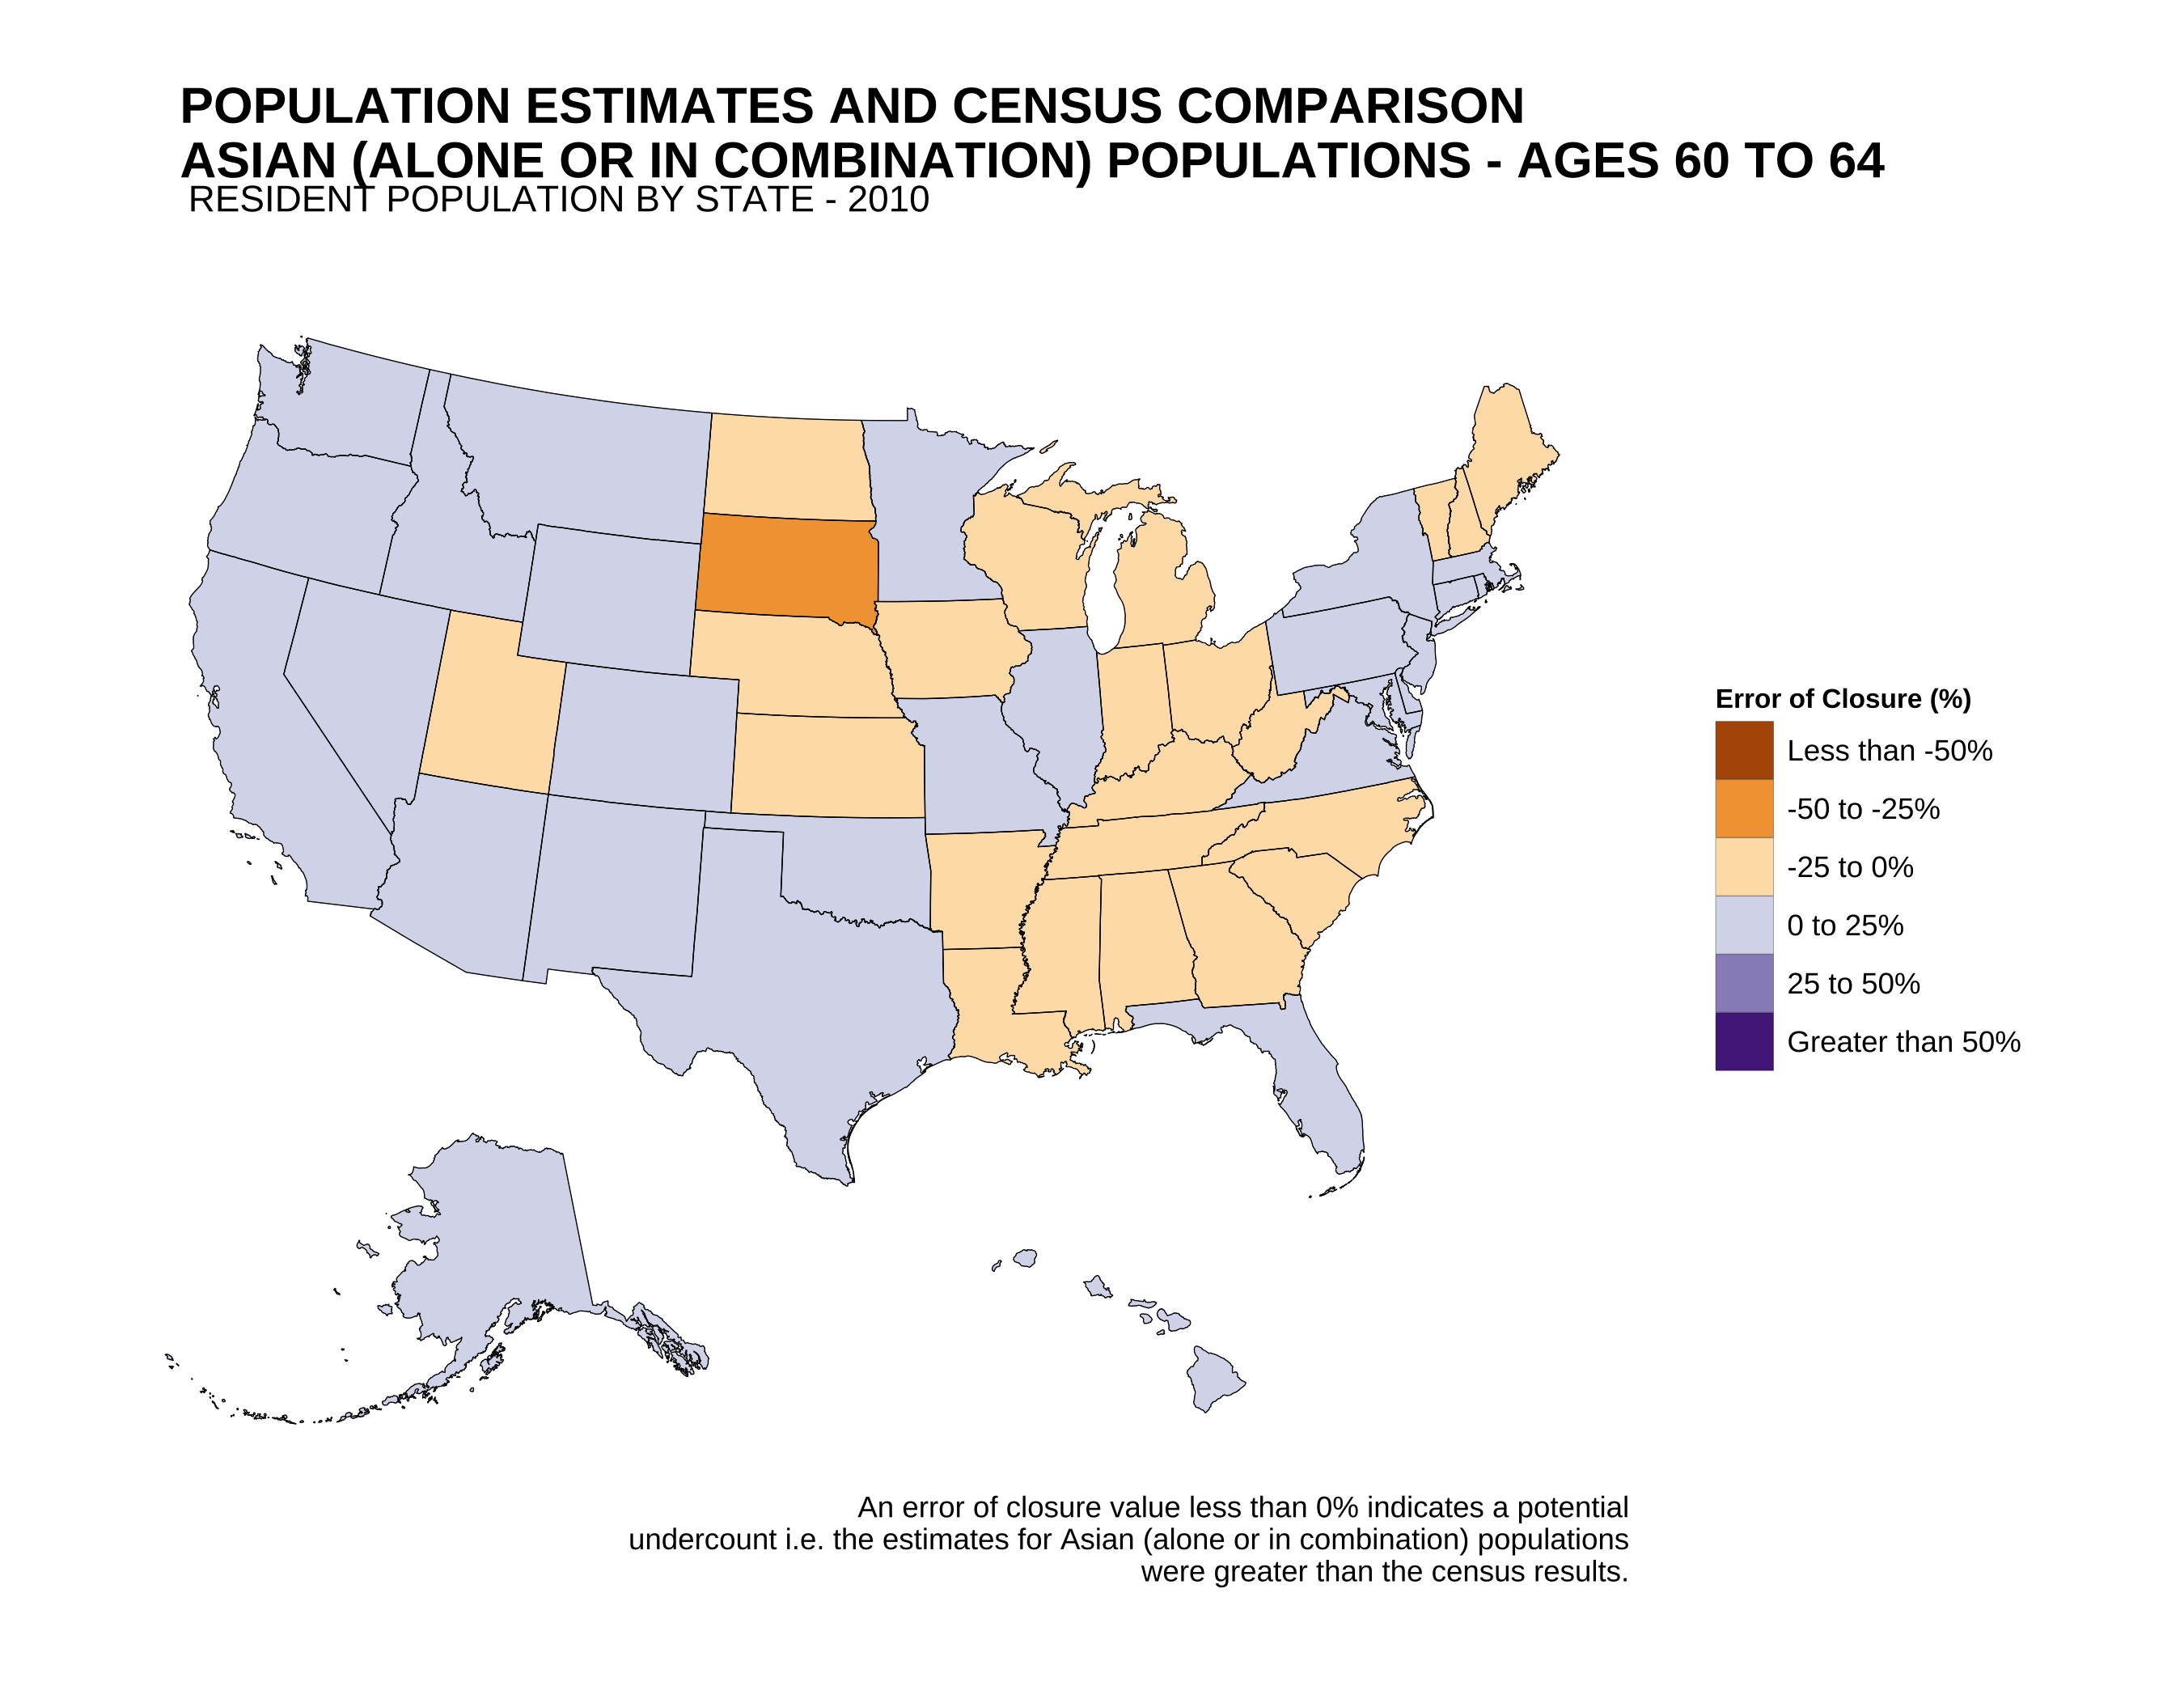 POPULATION ESTIMATES AND CENSUS COMPARISON
ASIAN (ALONE OR IN COMBINATION) POPULATIONS - AGES 60 TO 64
RESIDENT POPULATION BY STATE - 2010
Error of Closure (%)
Less than -50%
-50 to -25%
-25 to 0%
0 to 25%
25 to 50%
Greater than 50%
An error of closure value less than 0% indicates a potential
undercount i.e. the estimates for Asian (alone or in combination) populations
were greater than the census results.